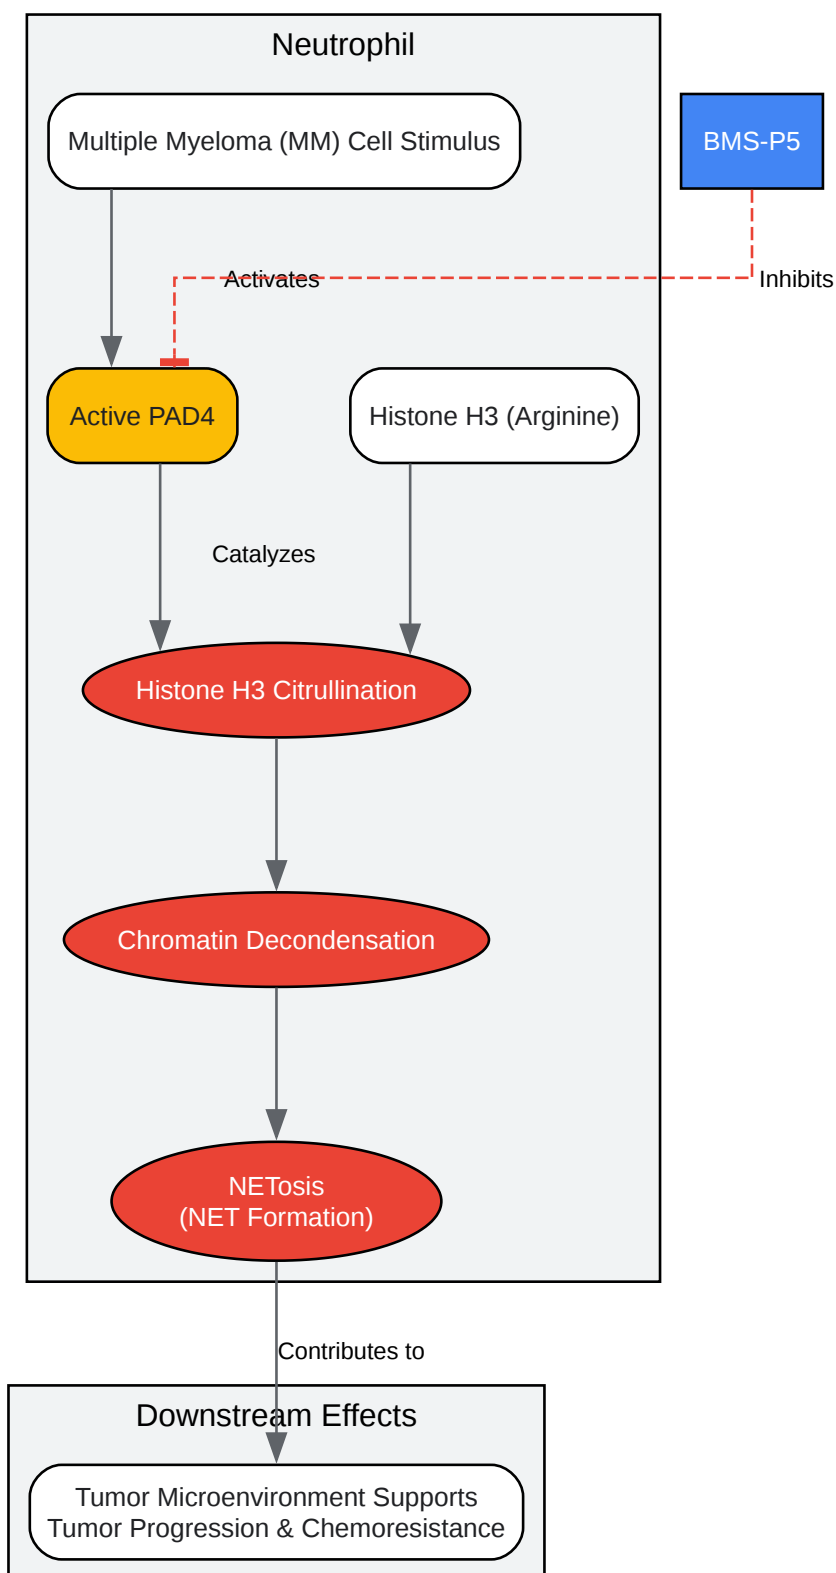 Neutrophil
Multiple Myeloma (MM) Cell Stimulus
BMS-P5
Activates
Inhibits
Active PAD4
Histone H3 (Arginine)
Catalyzes
Histone H3 Citrullination
Chromatin Decondensation
NETosis
(NET Formation)
Contributes to
Downstream Effects
Tumor Microenvironment Supports
Tumor Progression & Chemoresistance